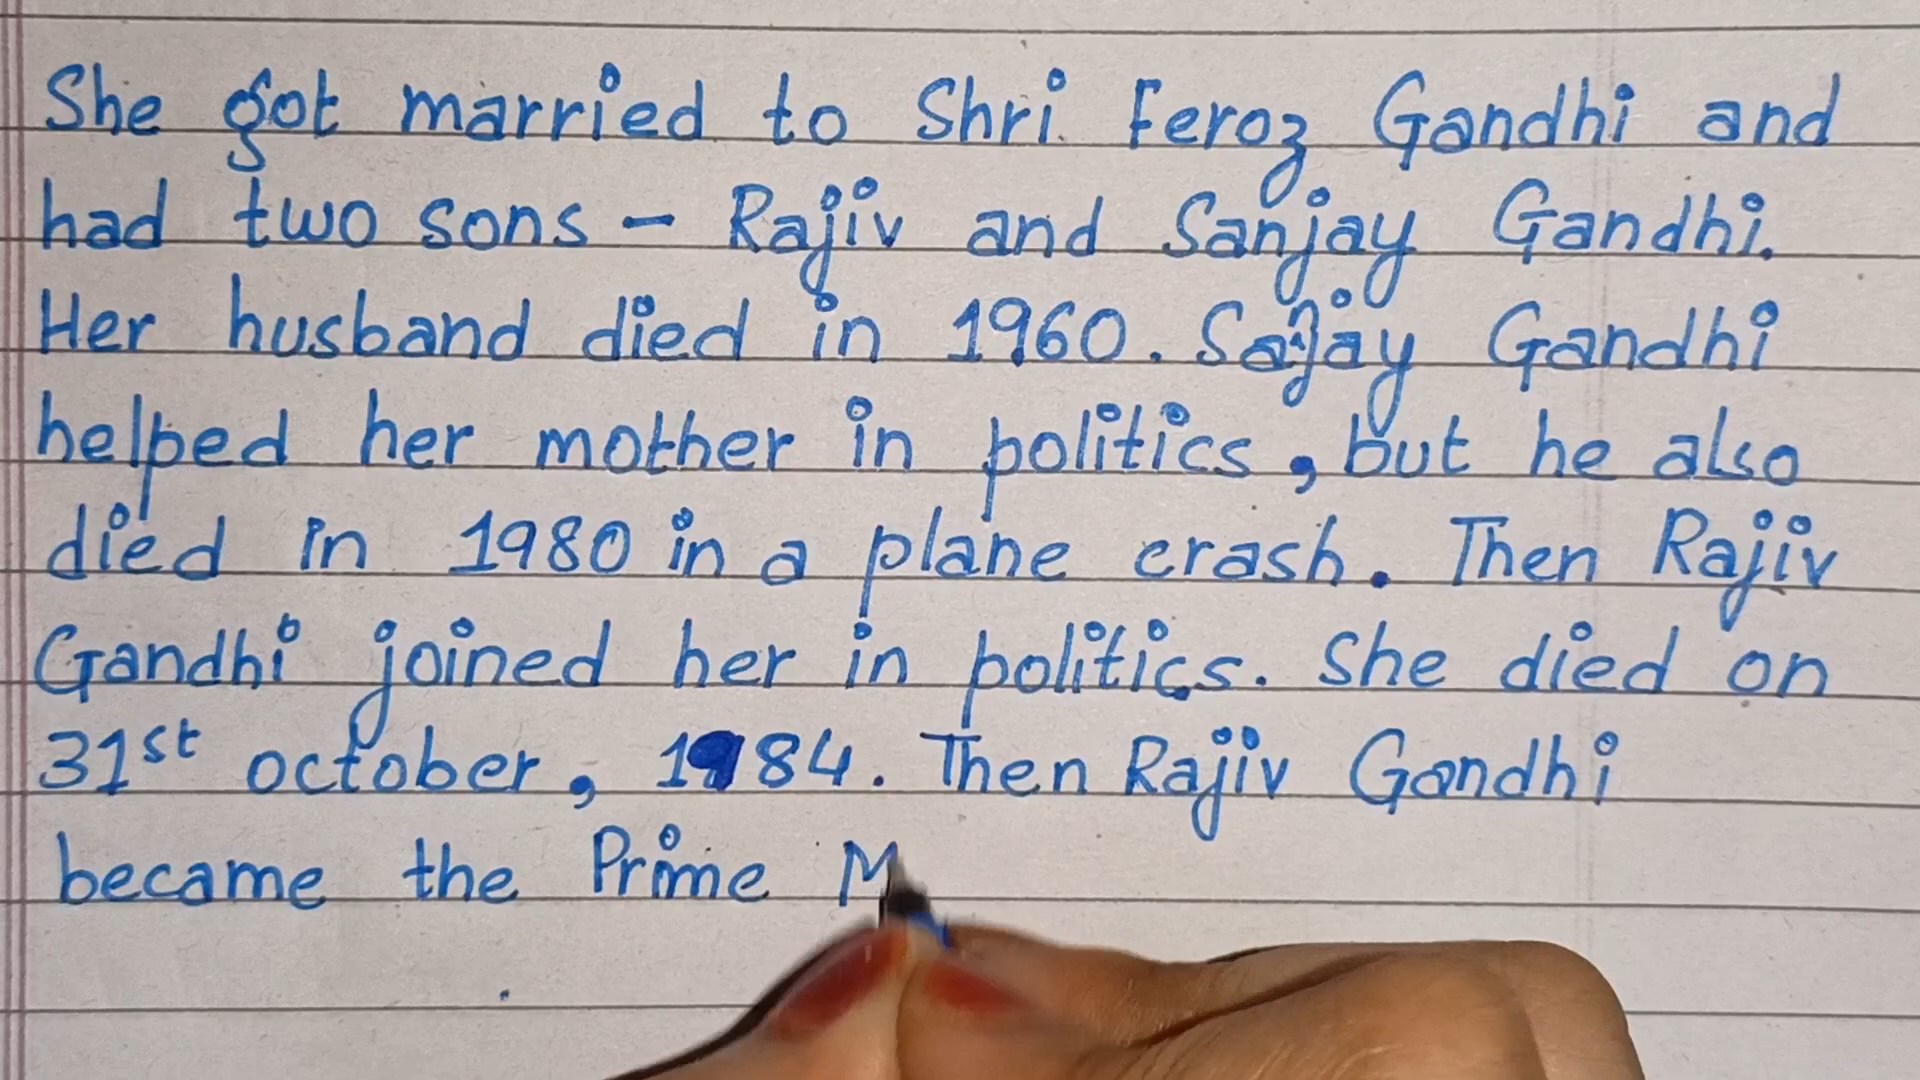 She got married to Shri Feroz Gandhi and
had two sons - Rajiv and Sanjay Gandhi.
Her husband died in 1960. Sanjay Gandhi
helped her mother in politics, but he also
died in 1980 in a plane crash. Then Rajiv
Gandhi joined her in politics. She died on
31st october, 1984. Then Rajiv Gandhi
became the Prime M